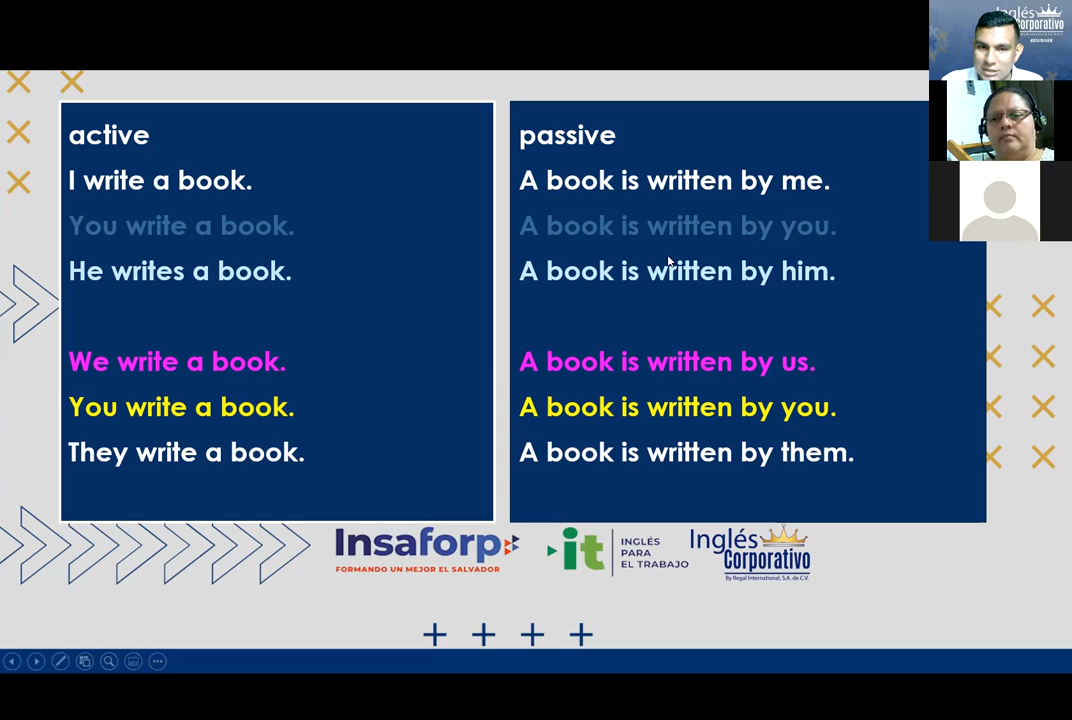 Inglés
Corporativo
BEGINNER
active
I write a book.
You write a book.
He writes a book.
We write a book.
You write a book.
They write a book.
passive
A book is written by me.
A book is written by you.
A book is written by him.
A book is written by us.
A book is written by you.
A book is written by them.
Insaforp
FORMANDO UN MEJOR EL SALVADOR
it
INGLÉS
PARA
EL TRABAJO
Inglés
Corporativo
By Regal International, S.A. de C.V.